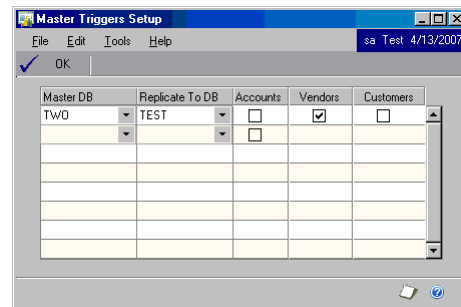 Master Triggers Setup
File Edit Tools Help sa Test 4/13/2007
OK
Master DB Replicate To DB Accounts Vendors Customers
TWO TEST